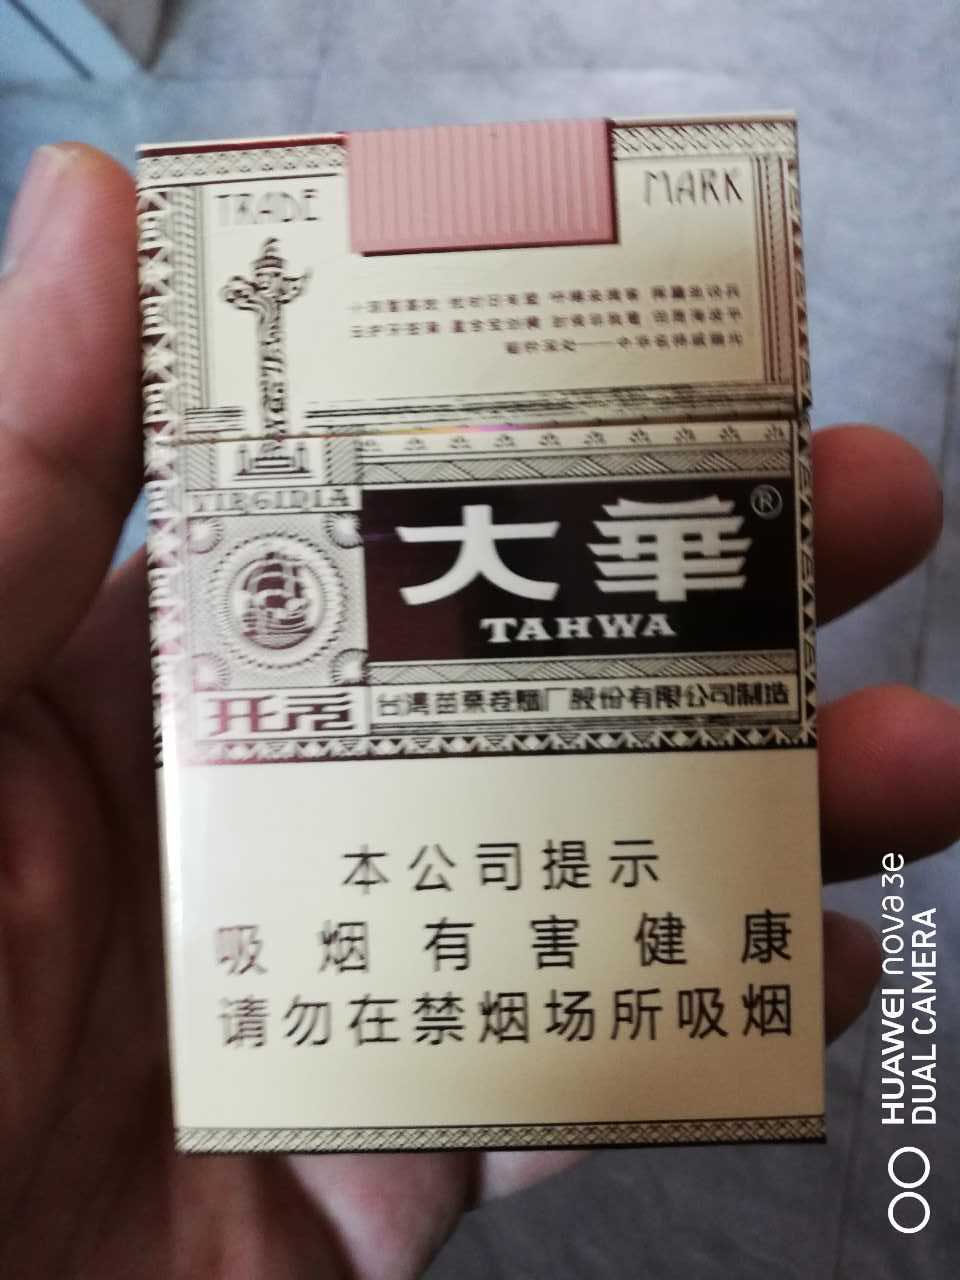 TRADE MARK
VIRGINIA
大華®
TAHWA
台湾苗栗卷烟厂股份有限公司制造
本公司提示
吸烟有害健康
请勿在禁烟场所吸烟
HUAWEI nova 3e
DUAL CAMERA